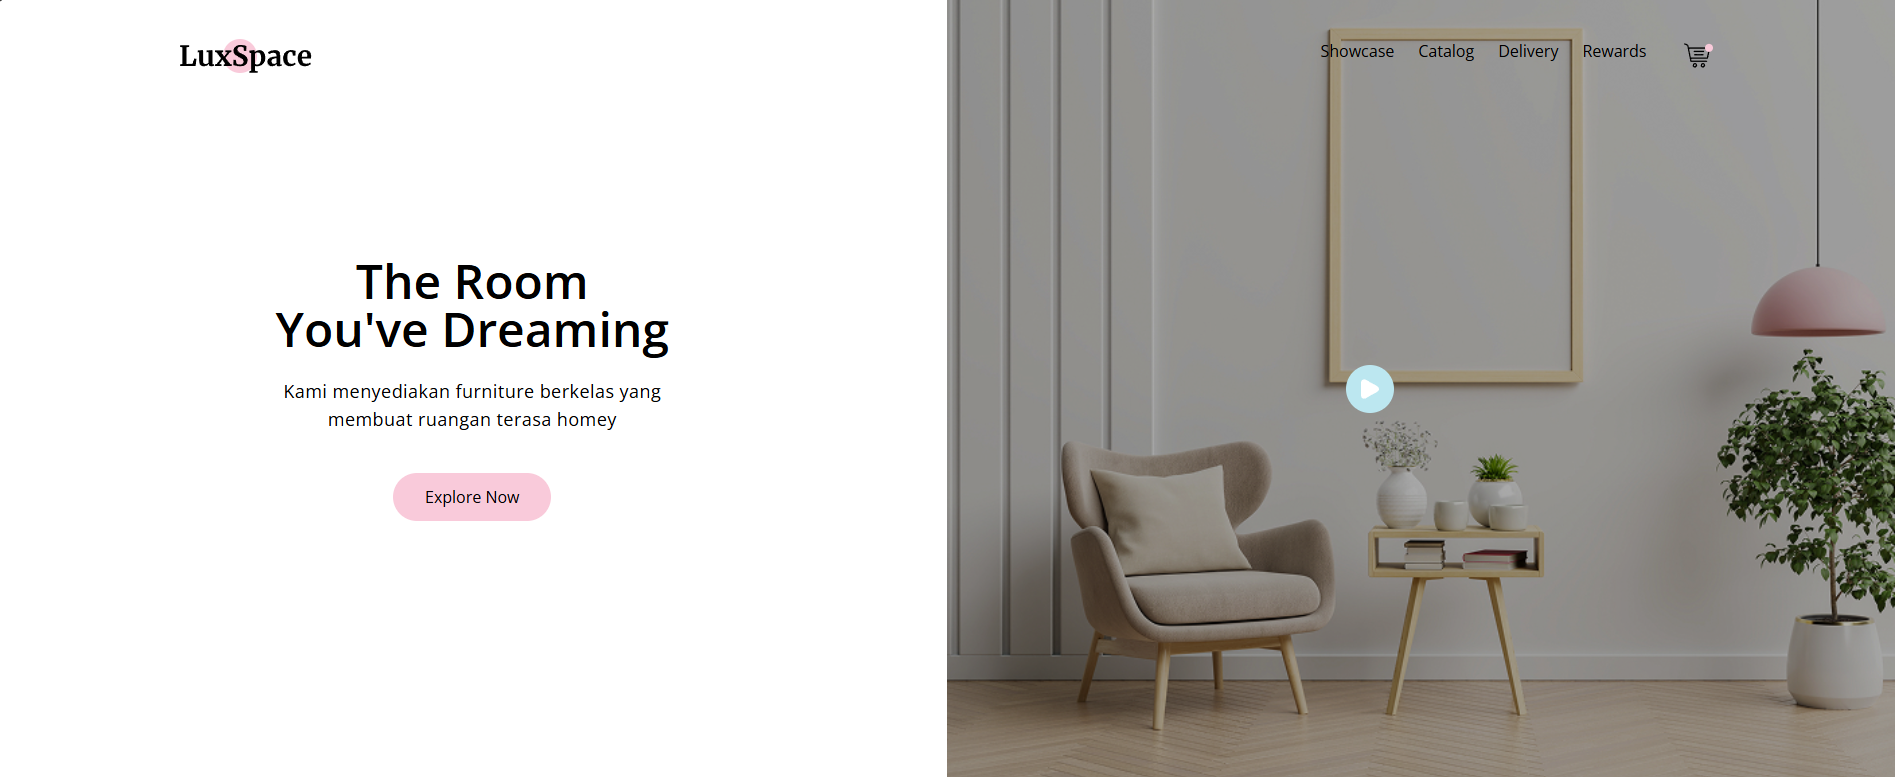 LuxSpace
Showcase Catalog Delivery Rewards
The Room
You've Dreaming
Kami menyediakan furniture berkelas yang
membuat ruangan terasa homey
Explore Now